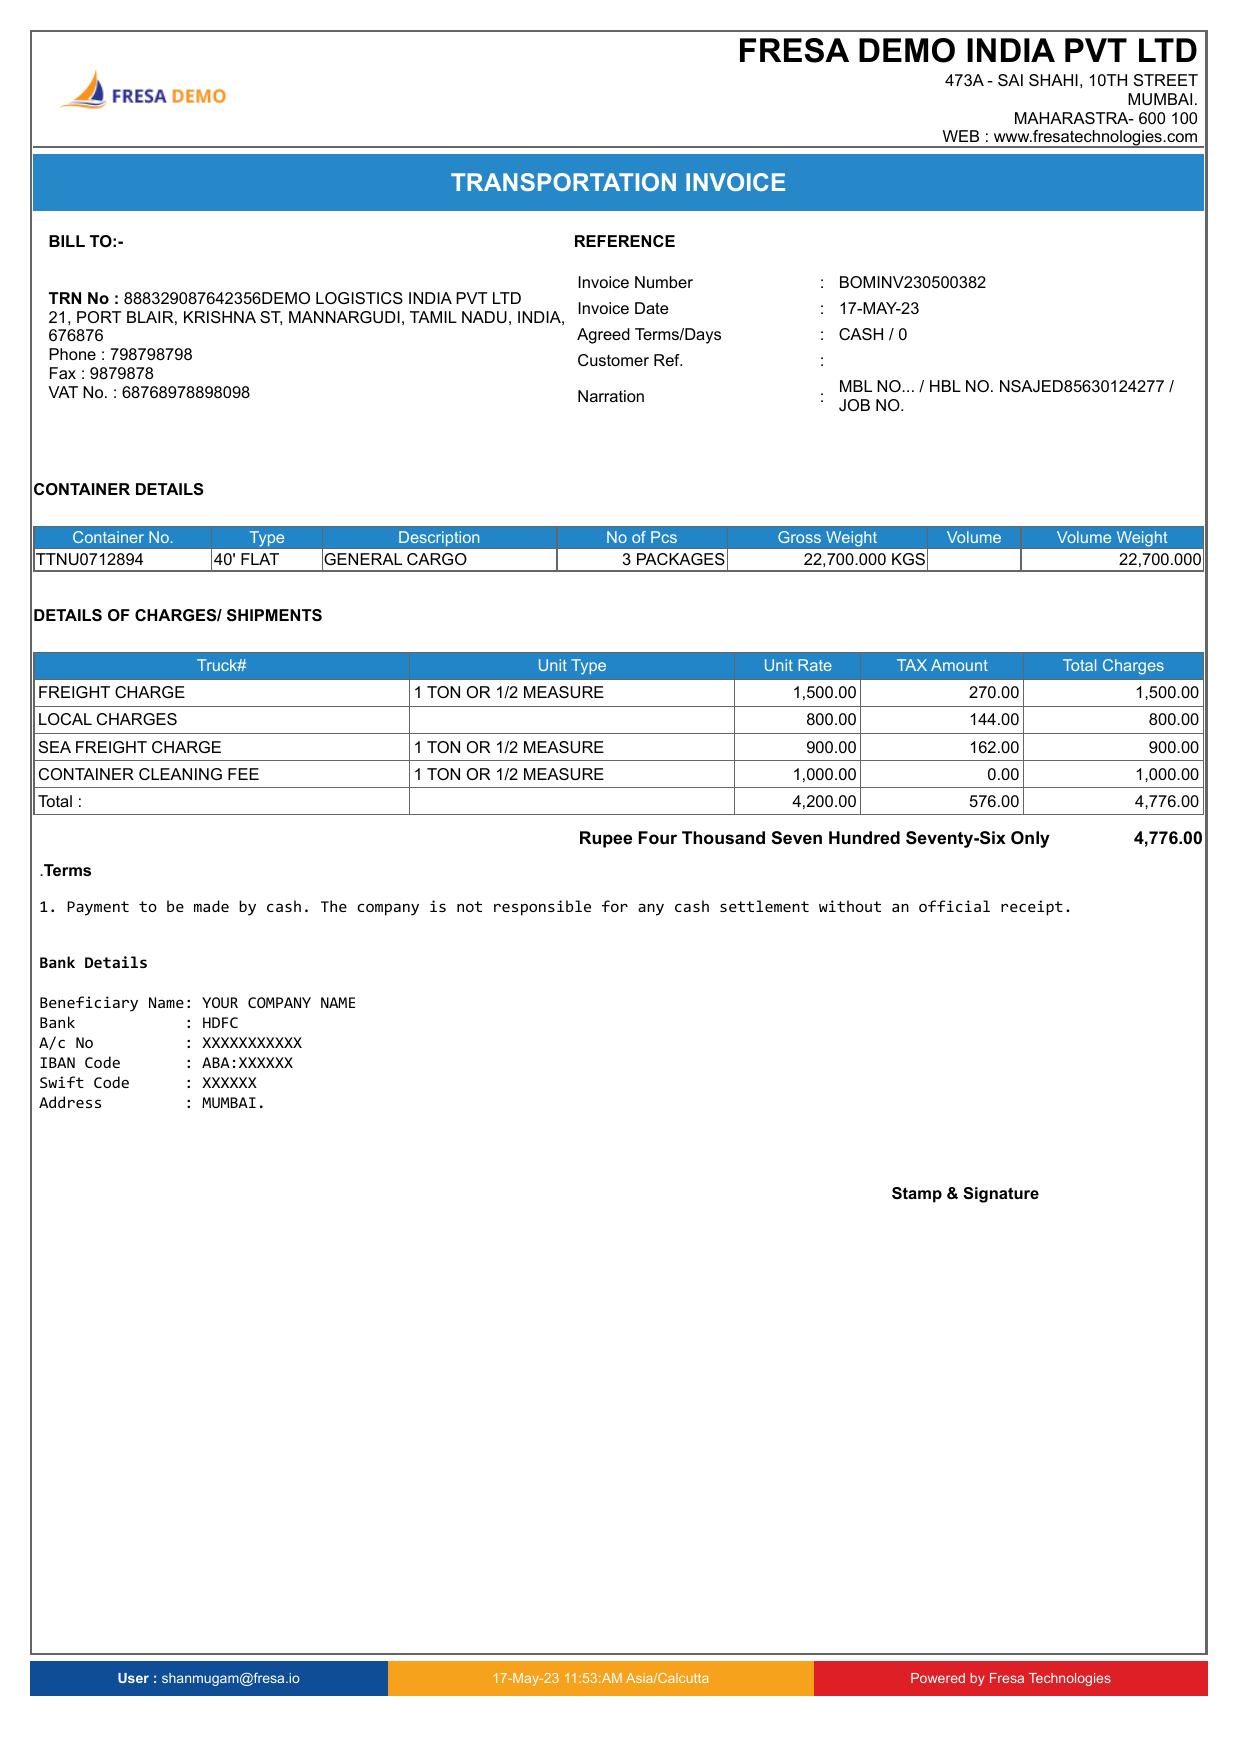 FRESA DEMO
FRESA DEMO INDIA PVT LTD
473A - SAI SHAHI, 10TH STREET
MUMBAI.
MAHARASTRA- 600 100
WEB : www.fresatechnologies.com
TRANSPORTATION INVOICE
BILL TO:-
TRN No : 888329087642356DEMO LOGISTICS INDIA PVT LTD
21, PORT BLAIR, KRISHNA ST, MANNARGUDI, TAMIL NADU, INDIA,
676876
Phone : 798798798
Fax : 9879878
VAT No. : 68768978898098
REFERENCE
Invoice Number : BOMINV230500382
Invoice Date : 17-MAY-23
Agreed Terms/Days : CASH / 0
Customer Ref. :
Narration : MBL NO... / HBL NO. NSAJED85630124277 /
JOB NO.
CONTAINER DETAILS
Container No. Type Description No of Pcs Gross Weight Volume Volume Weight
TTNU0712894 40' FLAT GENERAL CARGO 3 PACKAGES 22,700.000 KGS 22,700.000
DETAILS OF CHARGES/ SHIPMENTS
Truck# Unit Type Unit Rate TAX Amount Total Charges
FREIGHT CHARGE 1 TON OR 1/2 MEASURE 1,500.00 270.00 1,500.00
LOCAL CHARGES 800.00 144.00 800.00
SEA FREIGHT CHARGE 1 TON OR 1/2 MEASURE 900.00 162.00 900.00
CONTAINER CLEANING FEE 1 TON OR 1/2 MEASURE 1,000.00 0.00 1,000.00
Total : 4,200.00 576.00 4,776.00
Rupee Four Thousand Seven Hundred Seventy-Six Only 4,776.00
.Terms
1. Payment to be made by cash. The company is not responsible for any cash settlement without an official receipt.
Bank Details
Beneficiary Name: YOUR COMPANY NAME
Bank : HDFC
A/c No : XXXXXXXXXXX
IBAN Code : ABA:XXXXXX
Swift Code : XXXXXX
Address : MUMBAI.
Stamp & Signature
User : shanmugam@fresa.io 17-May-23 11:53:AM Asia/Calcutta Powered by Fresa Technologies